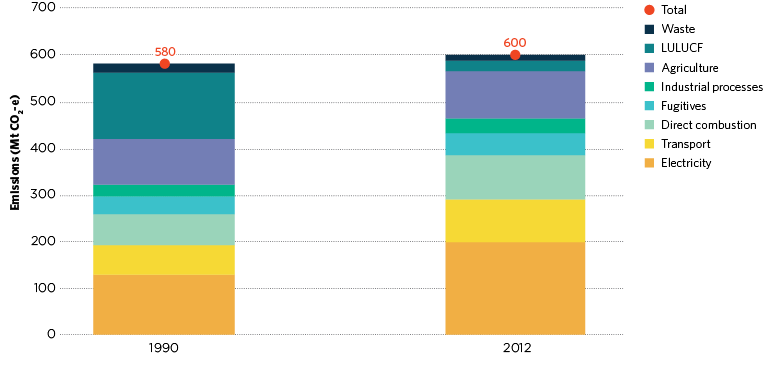 700
600
500
400
300
200
100
0
Emissions (Mt CO2-e)
580
600
1990
2012
Total
Waste
LULUCF
Agriculture
Industrial processes
Fugitives
Direct combustion
Transport
Electricity